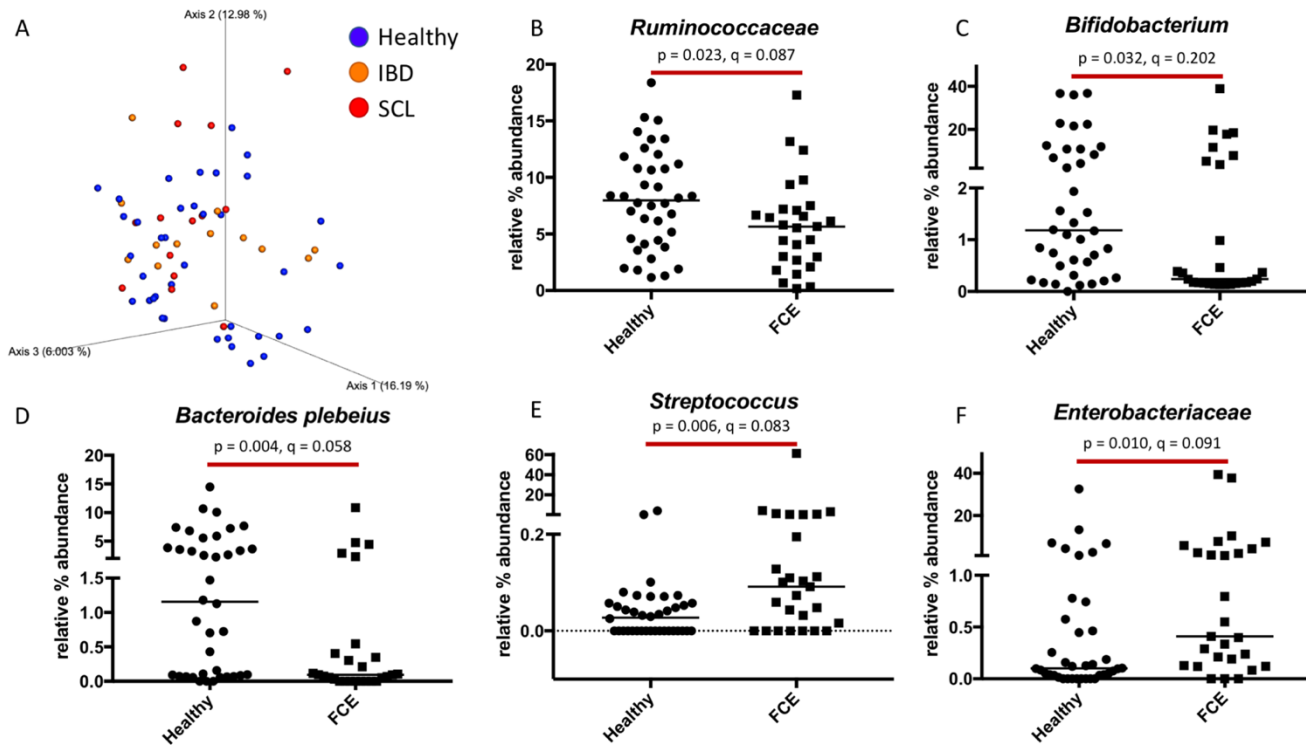 A
Axis 2 (12.98 %)
Healthy
IBD
SCL
Axis 3 (6.003 %)
Axis 1 (16.19 %)
B
Ruminococcaceae
p = 0.023, q = 0.087
relative % abundance
20
15
10
5
0
Healthy
FCE
C
Bifidobacterium
p = 0.032, q = 0.202
relative % abundance
40
20
2
1
0
Healthy
FCE
D
Bacteroides plebeius
p = 0.004, q = 0.058
relative % abundance
20
15
10
5
1.5
1.0
0.5
0.0
Healthy
FCE
E
Streptococcus
p = 0.006, q = 0.083
relative % abundance
60
40
20
0.2
0.0
Healthy
FCE
F
Enterobacteriaceae
p = 0.010, q = 0.091
relative % abundance
40
20
1.0
0.5
0.0
Healthy
FCE